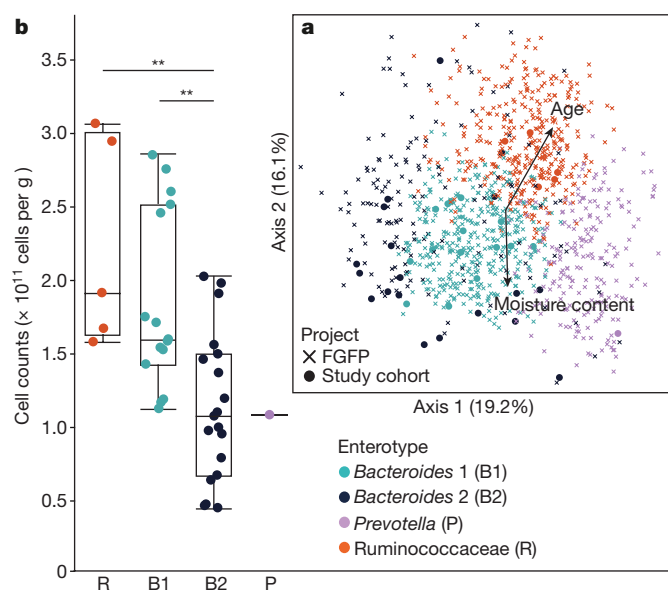 b
a
3.5
3.0
2.5
2.0
1.5
1.0
0.5
0
Cell counts (× 10¹¹ cells per g)
**
**
R
B1
B2
P
Age
Moisture content
Axis 2 (16.1%)
Axis 1 (19.2%)
Project
FGFP
Study cohort
Enterotype
Bacteroides 1 (B1)
Bacteroides 2 (B2)
Prevotella (P)
Ruminococcaceae (R)